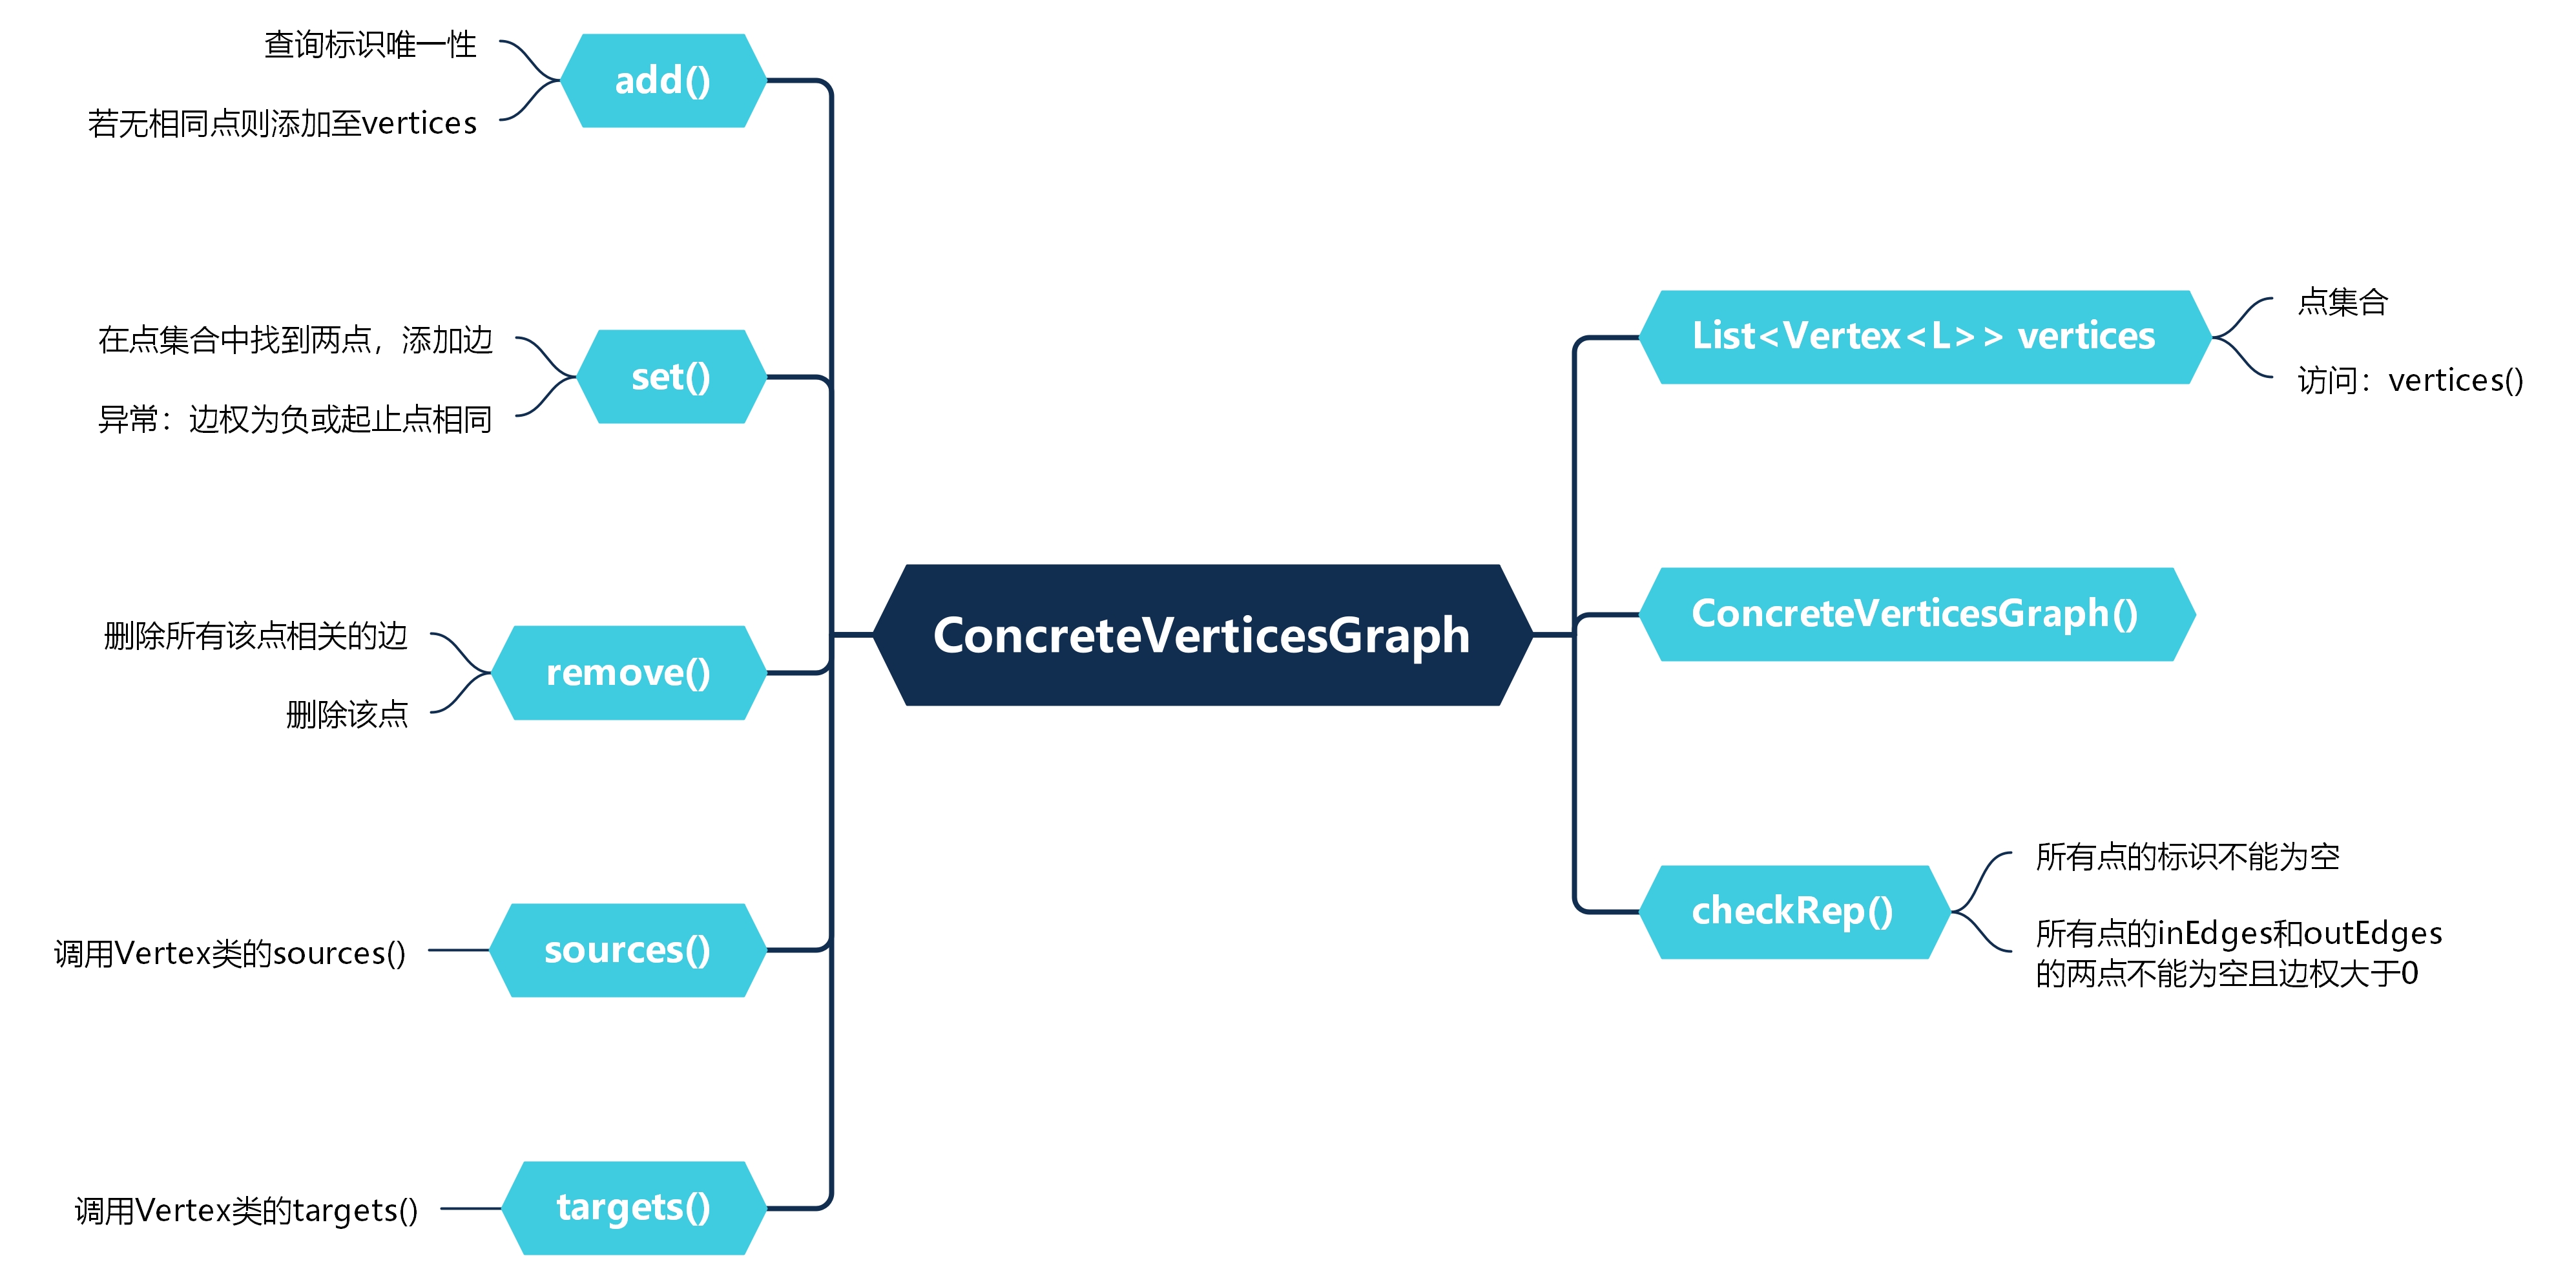 查询标识唯一性
若无相同点则添加至vertices
add()
在点集合中找到两点，添加边
异常：边权为负或起止点相同
set()
删除所有该点相关的边
删除该点
remove()
调用Vertex类的sources()
sources()
调用Vertex类的targets()
targets()
ConcreteVerticesGraph
List<Vertex<L>> vertices
点集合
访问：vertices()
ConcreteVerticesGraph()
checkRep()
所有点的标识不能为空
所有点的inEdges和outEdges
的两点不能为空且边权大于0